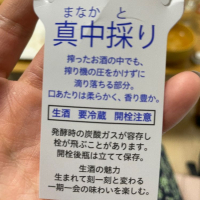 まなか と
真中採り
搾ったお酒の中でも、
搾り機の圧をかけずに
滴り落ちる部分。
口あたりは柔らかく、香り豊か。
生酒 要冷蔵 開栓注意
発酵時の炭酸ガスが容存し
栓が飛ぶことがあります。
開栓後瓶は立てて保存。
生酒の魅力
生まれて刻一刻と変わる
一期一会の味わいを楽しむ。